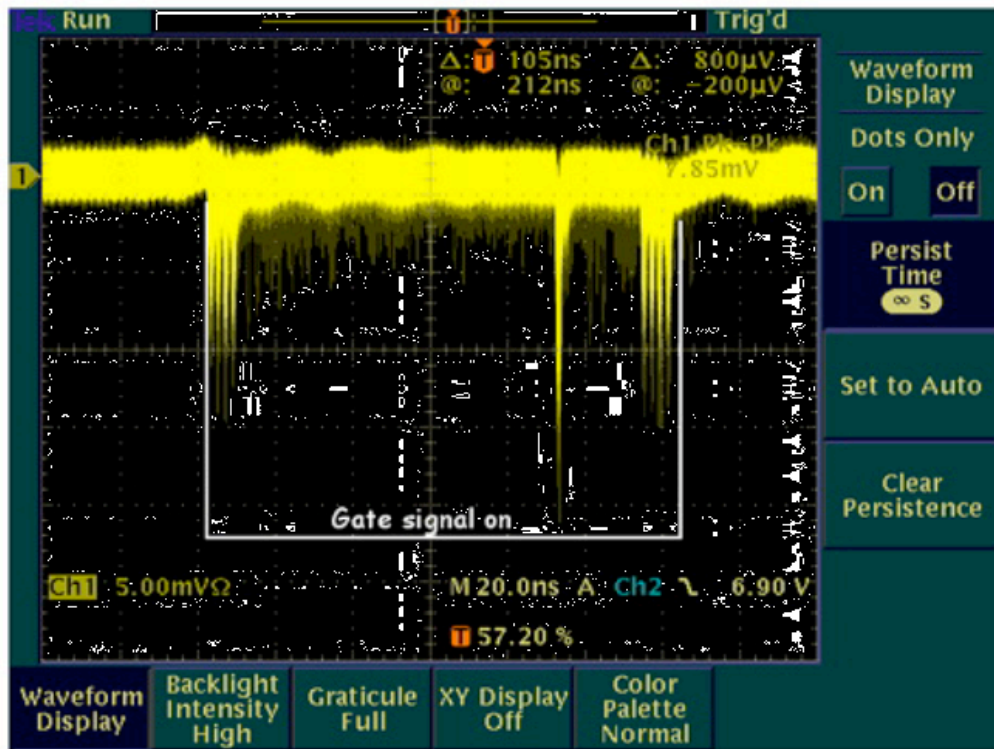 Tek Run
Trig'd
Δ: 105ns Δ: 800µV
@: 212ns @: -200µV
Ch1 Pk-Pk
7.85mV
1
Gate signal on
Ch1 5.00mVΩ M 20.0ns A Ch2 6.90 V
T 57.20 %
Waveform
Display
Dots Only
On Off
Persist
Time
∞ S
Set to Auto
Clear
Persistence
Waveform
Display
Backlight
Intensity
High
Graticule
Full
XY Display
Off
Color
Palette
Normal